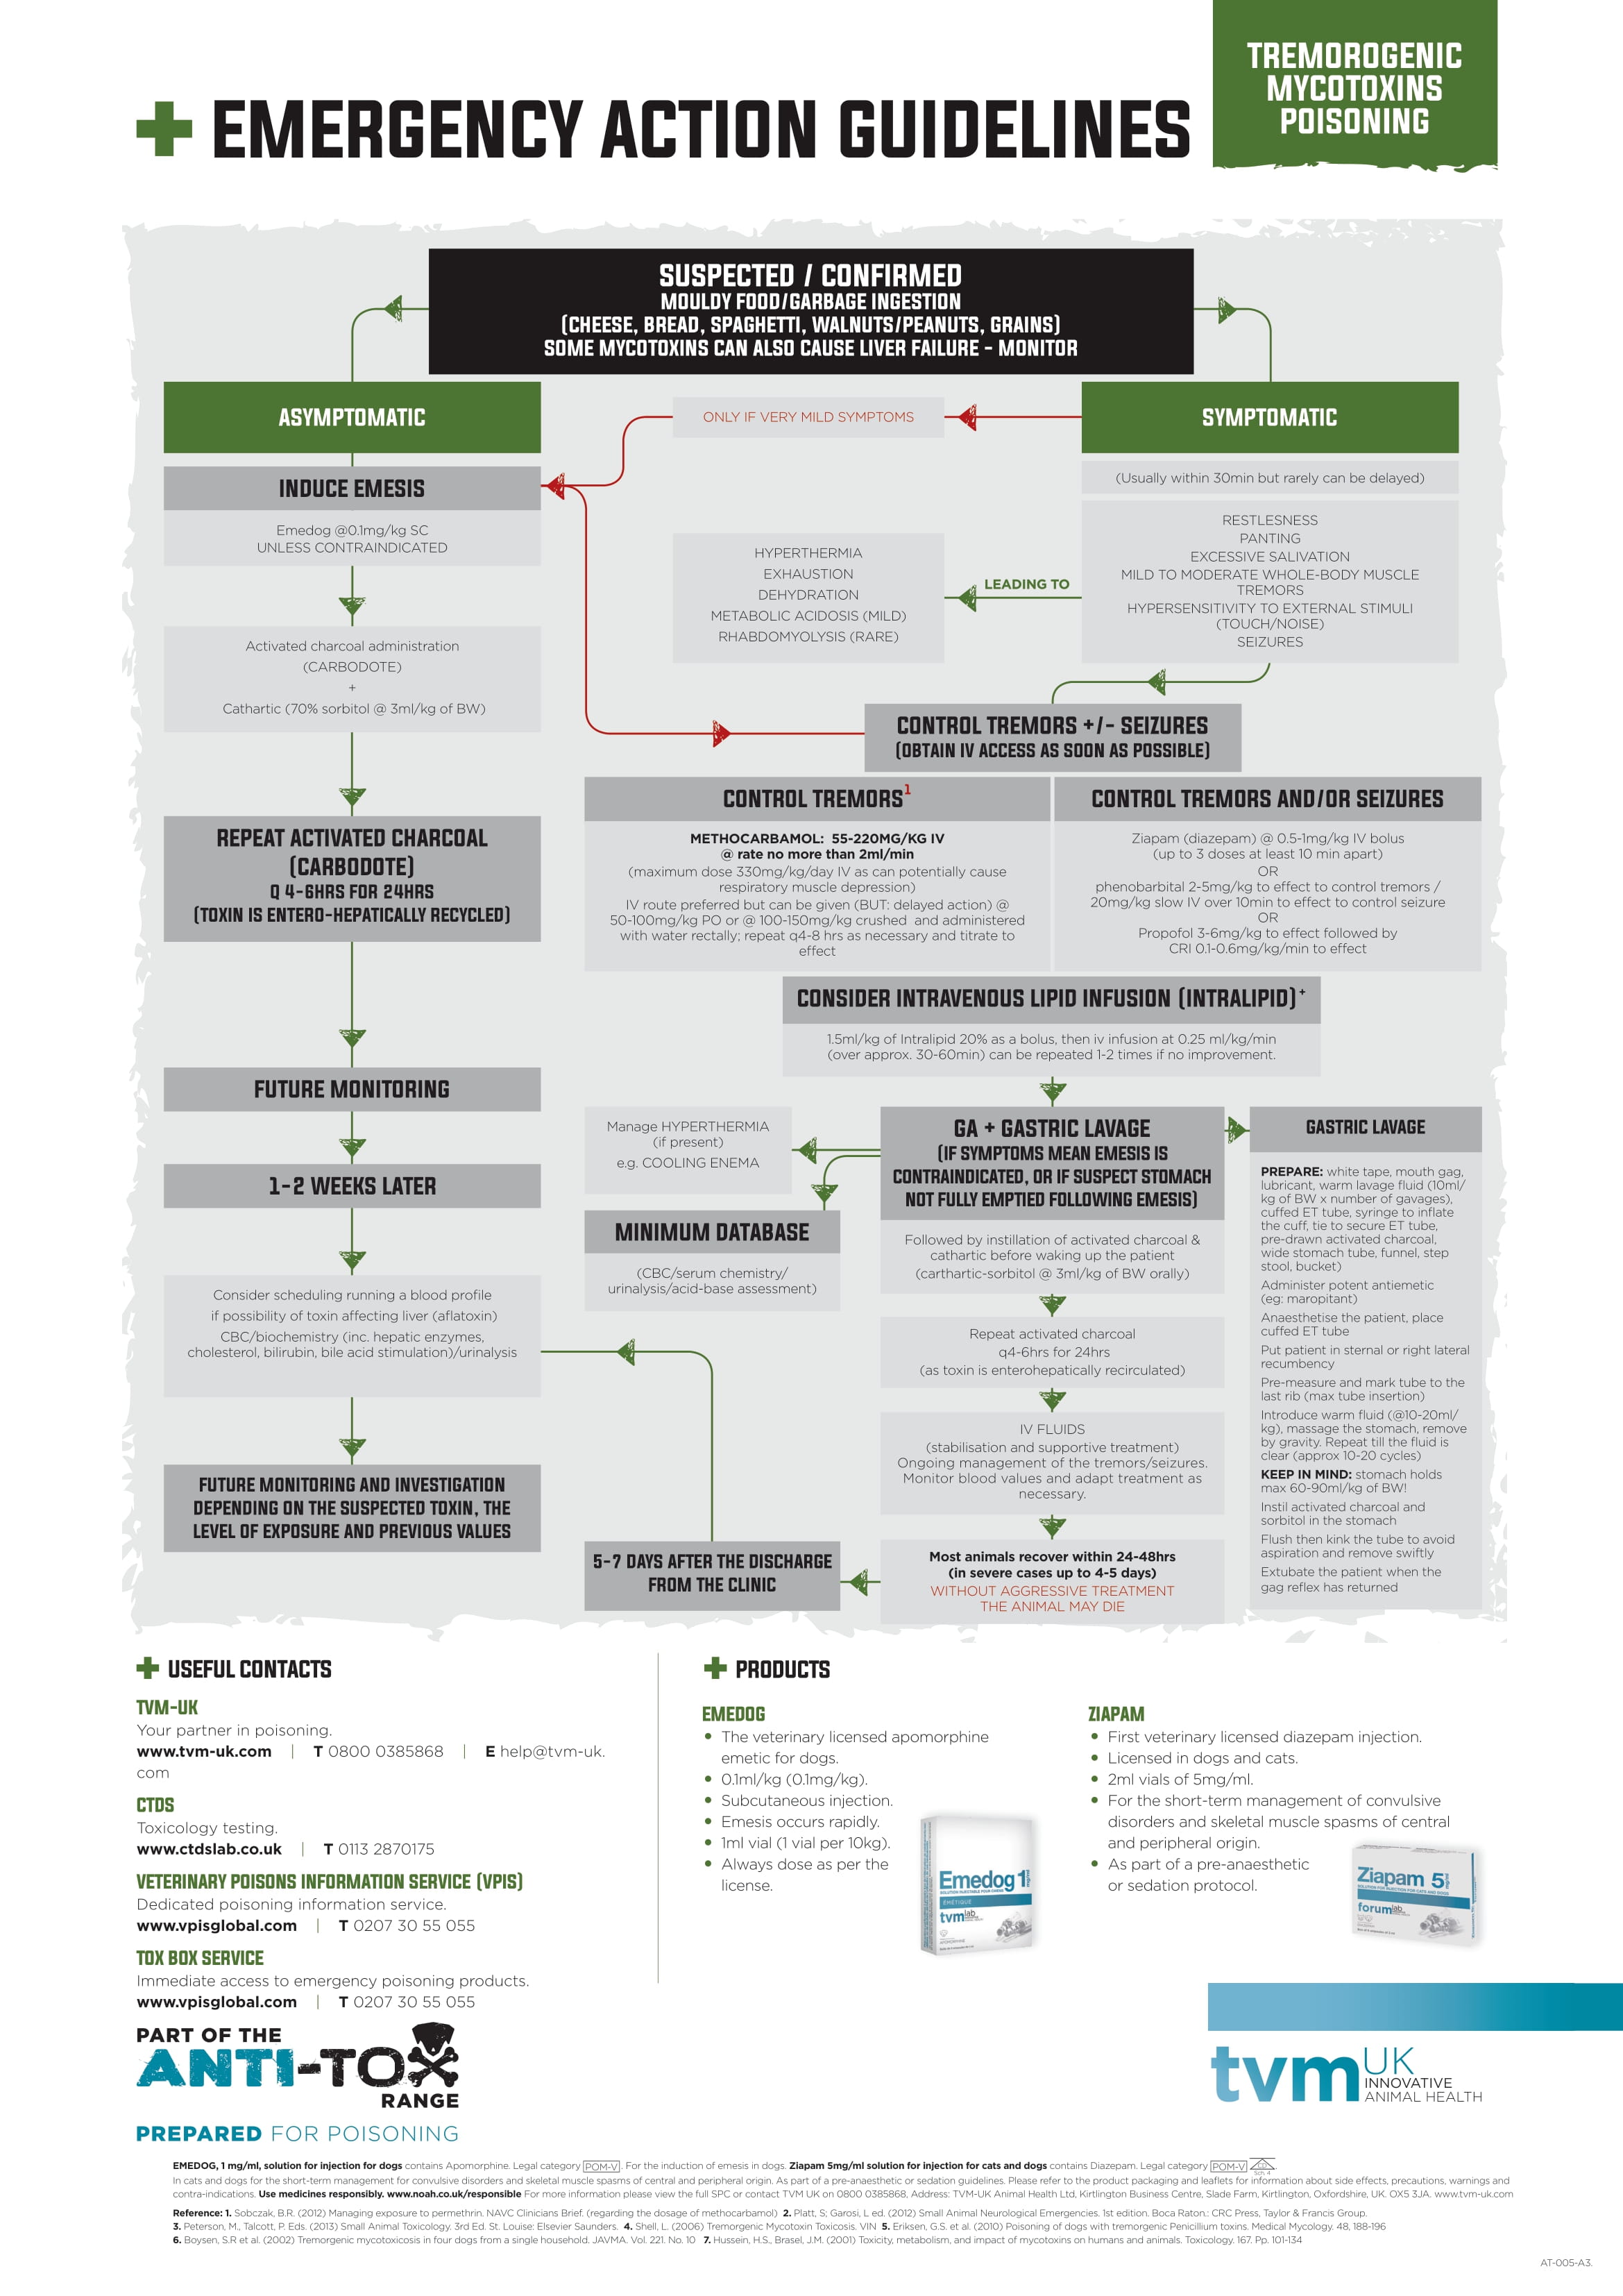 TREMOROGENIC
MYCOTOXINS
POISONING
EMERGENCY ACTION GUIDELINES
SUSPECTED / CONFIRMED
MOULDY FOOD/GARBAGE INGESTION
(CHEESE, BREAD, SPAGHETTI, WALNUTS/PEANUTS, GRAINS)
SOME MYCOTOXINS CAN ALSO CAUSE LIVER FAILURE - MONITOR
ASYMPTOMATIC
ONLY IF VERY MILD SYMPTOMS
SYMPTOMATIC
INDUCE EMESIS
Emedog @0.1mg/kg SC
UNLESS CONTRAINDICATED
(Usually within 30min but rarely can be delayed)
RESTLESNESS
PANTING
EXCESSIVE SALIVATION
MILD TO MODERATE WHOLE-BODY MUSCLE
TREMORS
HYPERSENSITIVITY TO EXTERNAL STIMULI
(TOUCH/NOISE)
SEIZURES
LEADING TO
HYPERTHERMIA
EXHAUSTION
DEHYDRATION
METABOLIC ACIDOSIS (MILD)
RHABDOMYOLYSIS (RARE)
Activated charcoal administration
(CARBODOTE)
+
Cathartic (70% sorbitol @ 3ml/kg of BW)
CONTROL TREMORS +/- SEIZURES
(OBTAIN IV ACCESS AS SOON AS POSSIBLE)
REPEAT ACTIVATED CHARCOAL
(CARBODOTE)
Q 4-6HRS FOR 24HRS
(TOXIN IS ENTERO-HEPATICALLY RECYCLED)
CONTROL TREMORS1
METHOCARBAMOL: 55-220MG/KG IV
@ rate no more than 2ml/min
(maximum dose 330mg/kg/day IV as can potentially cause
respiratory muscle depression)
IV route preferred but can be given (BUT: delayed action) @
50-100mg/kg PO or @ 100-150mg/kg crushed and administered
with water rectally; repeat q4-8 hrs as necessary and titrate to
effect
CONTROL TREMORS AND/OR SEIZURES
Ziapam (diazepam) @ 0.5-1mg/kg IV bolus
(up to 3 doses at least 10 min apart)
OR
phenobarbital 2-5mg/kg to effect to control tremors /
20mg/kg slow IV over 10min to effect to control seizure
OR
Propofol 3-6mg/kg to effect followed by
CRI 0.1-0.6mg/kg/min to effect
CONSIDER INTRAVENOUS LIPID INFUSION (INTRALIPID)+
1.5ml/kg of Intralipid 20% as a bolus, then iv infusion at 0.25 ml/kg/min
(over approx. 30-60min) can be repeated 1-2 times if no improvement.
FUTURE MONITORING
1-2 WEEKS LATER
Consider scheduling running a blood profile
if possibility of toxin affecting liver (aflatoxin)
CBC/biochemistry (inc. hepatic enzymes,
cholesterol, bilirubin, bile acid stimulation)/urinalysis
FUTURE MONITORING AND INVESTIGATION
DEPENDING ON THE SUSPECTED TOXIN, THE
LEVEL OF EXPOSURE AND PREVIOUS VALUES
Manage HYPERTHERMIA
(if present)
e.g. COOLING ENEMA
MINIMUM DATABASE
(CBC/serum chemistry/
urinalysis/acid-base assessment)
GA + GASTRIC LAVAGE
(IF SYMPTOMS MEAN EMESIS IS
CONTRAINDICATED, OR IF SUSPECT STOMACH
NOT FULLY EMPTIED FOLLOWING EMESIS)
Followed by instillation of activated charcoal &
cathartic before waking up the patient
(carthartic-sorbitol @ 3ml/kg of BW orally)
Repeat activated charcoal
q4-6hrs for 24hrs
(as toxin is enterohepatically recirculated)
IV FLUIDS
(stabilisation and supportive treatment)
Ongoing management of the tremors/seizures.
Monitor blood values and adapt treatment as
necessary.
Most animals recover within 24-48hrs
(in severe cases up to 4-5 days)
WITHOUT AGGRESSIVE TREATMENT
THE ANIMAL MAY DIE
5-7 DAYS AFTER THE DISCHARGE
FROM THE CLINIC
GASTRIC LAVAGE
PREPARE: white tape, mouth gag,
lubricant, warm lavage fluid (10ml/
kg of BW x number of gavages),
cuffed ET tube, syringe to inflate
the cuff, tie to secure ET tube,
pre-drawn activated charcoal,
wide stomach tube, funnel, step
stool, bucket)
Administer potent antiemetic
(eg: maropitant)
Anaesthetise the patient, place
cuffed ET tube
Put patient in sternal or right lateral
recumbency
Pre-measure and mark tube to the
last rib (max tube insertion)
Introduce warm fluid (@10-20ml/
kg), massage the stomach, remove
by gravity. Repeat till the fluid is
clear (approx 10-20 cycles)
KEEP IN MIND: stomach holds
max 60-90ml/kg of BW!
Instil activated charcoal and
sorbitol in the stomach
Flush then kink the tube to avoid
aspiration and remove swiftly
Extubate the patient when the
gag reflex has returned
USEFUL CONTACTS
TVM-UK
Your partner in poisoning.
www.tvm-uk.com | T 0800 0385868 | E help@tvm-uk.
com
CTDS
Toxicology testing.
www.ctdslab.co.uk | T 0113 2870175
VETERINARY POISONS INFORMATION SERVICE (VPIS)
Dedicated poisoning information service.
www.vpisglobal.com | T 0207 30 55 055
TOX BOX SERVICE
Immediate access to emergency poisoning products.
www.vpisglobal.com | T 0207 30 55 055
PART OF THE
ANTI-TOX
RANGE
PREPARED FOR POISONING
PRODUCTS
EMEDOG
• The veterinary licensed apomorphine
emetic for dogs.
• 0.1ml/kg (0.1mg/kg).
• Subcutaneous injection.
• Emesis occurs rapidly.
• 1ml vial (1 vial per 10kg).
• Always dose as per the
license.
Emedog 1
tvm lab
ZIAPAM
• First veterinary licensed diazepam injection.
• Licensed in dogs and cats.
• 2ml vials of 5mg/ml.
• For the short-term management of convulsive
disorders and skeletal muscle spasms of central
and peripheral origin.
• As part of a pre-anaesthetic
or sedation protocol.
Ziapam 5
forum lab
tvm UK
INNOVATIVE
ANIMAL HEALTH
EMEDOG, 1 mg/ml, solution for injection for dogs contains Apomorphine. Legal category POM-V. For the induction of emesis in dogs. Ziapam 5mg/ml solution for injection for cats and dogs contains Diazepam. Legal category POM-V
In cats and dogs for the short-term management for convulsive disorders and skeletal muscle spasms of central and peripheral origin. As part of a pre-anaesthetic or sedation guidelines. Please refer to the product packaging and leaflets for information about side effects, precautions, warnings and
contra-indications. Use medicines responsibly. www.noah.co.uk/responsible For more information please view the full SPC or contact TVM UK on 0800 0385868, Address: TVM-UK Animal Health Ltd, Kirtlington Business Centre, Slade Farm, Kirtlington, Oxfordshire, UK. OX5 3JA. www.tvm-uk.com
Reference: 1. Sobczak, B.R. (2012) Managing exposure to permethrin. NAVC Clinicians Brief. (regarding the dosage of methocarbamol) 2. Platt, S; Garosi, L ed. (2012) Small Animal Neurological Emergencies. 1st edition. Boca Raton.: CRC Press, Taylor & Francis Group.
3. Peterson, M., Talcott, P. Eds. (2013) Small Animal Toxicology. 3rd Ed. St. Louise: Elsevier Saunders. 4. Shell, L. (2006) Tremorgenic Mycotoxin Toxicosis. VIN 5. Eriksen, G.S. et al. (2010) Poisoning of dogs with tremorgenic Penicillium toxins. Medical Mycology. 48, 188-196
6. Boysen, S.R et al. (2002) Tremorgenic mycotoxicosis in four dogs from a single household. JAVMA. Vol. 221. No. 10 7. Hussein, H.S., Brasel, J.M. (2001) Toxicity, metabolism, and impact of mycotoxins on humans and animals. Toxicology. 167. Pp. 101-134
AT-005-A3.